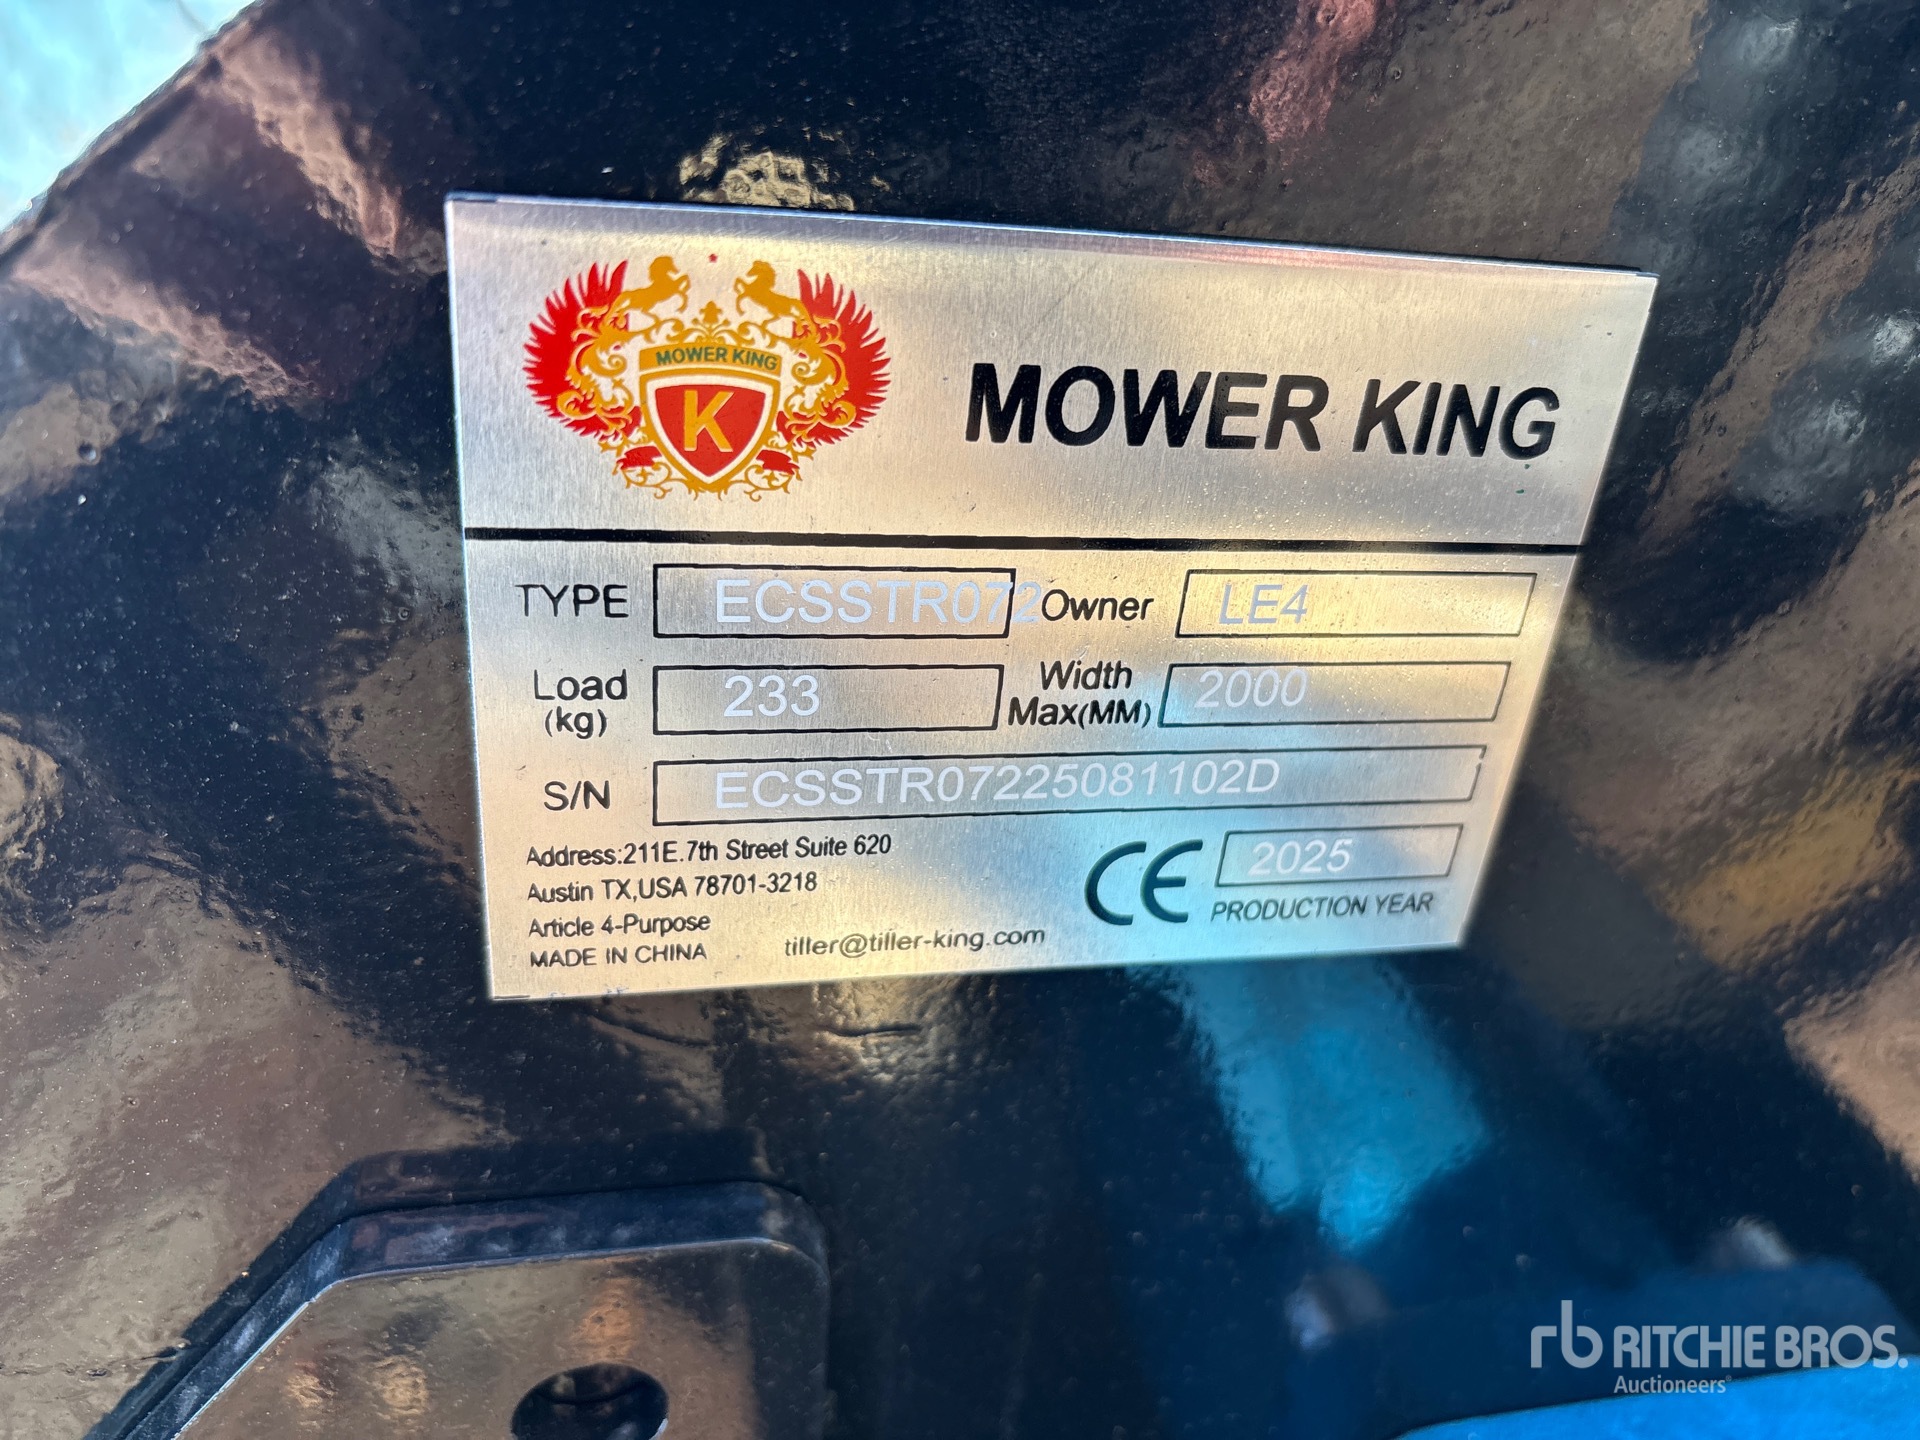 MOWER KING
K
MOWER KING
TYPE ECSSTR072 Owner LE4
Load (kg) 233 Width Max(MM) 2000
S/N ECSSTR07225081102D
Address:211E.7th Street Suite 620
Austin TX,USA 78701-3218
Article 4-Purpose
MADE IN CHINA
tiller@tiller-king.com
CE 2025
PRODUCTION YEAR
rb RITCHIE BROS.
Auctioneers